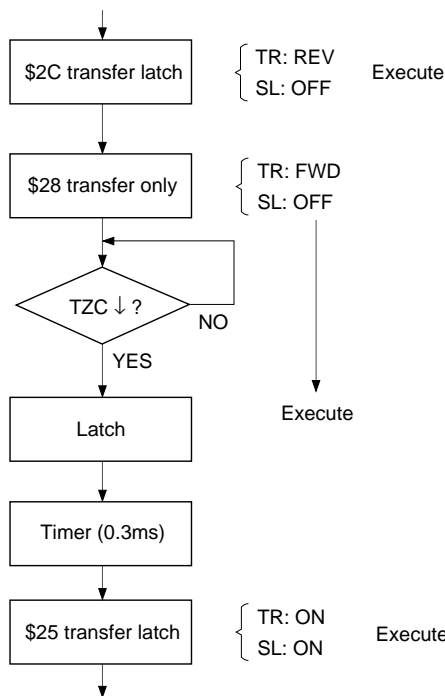 $2C transfer latch
TR: REV
SL: OFF
Execute
$28 transfer only
TR: FWD
SL: OFF
TZC ↓ ?
NO
YES
Execute
Latch
Timer (0.3ms)
$25 transfer latch
TR: ON
SL: ON
Execute